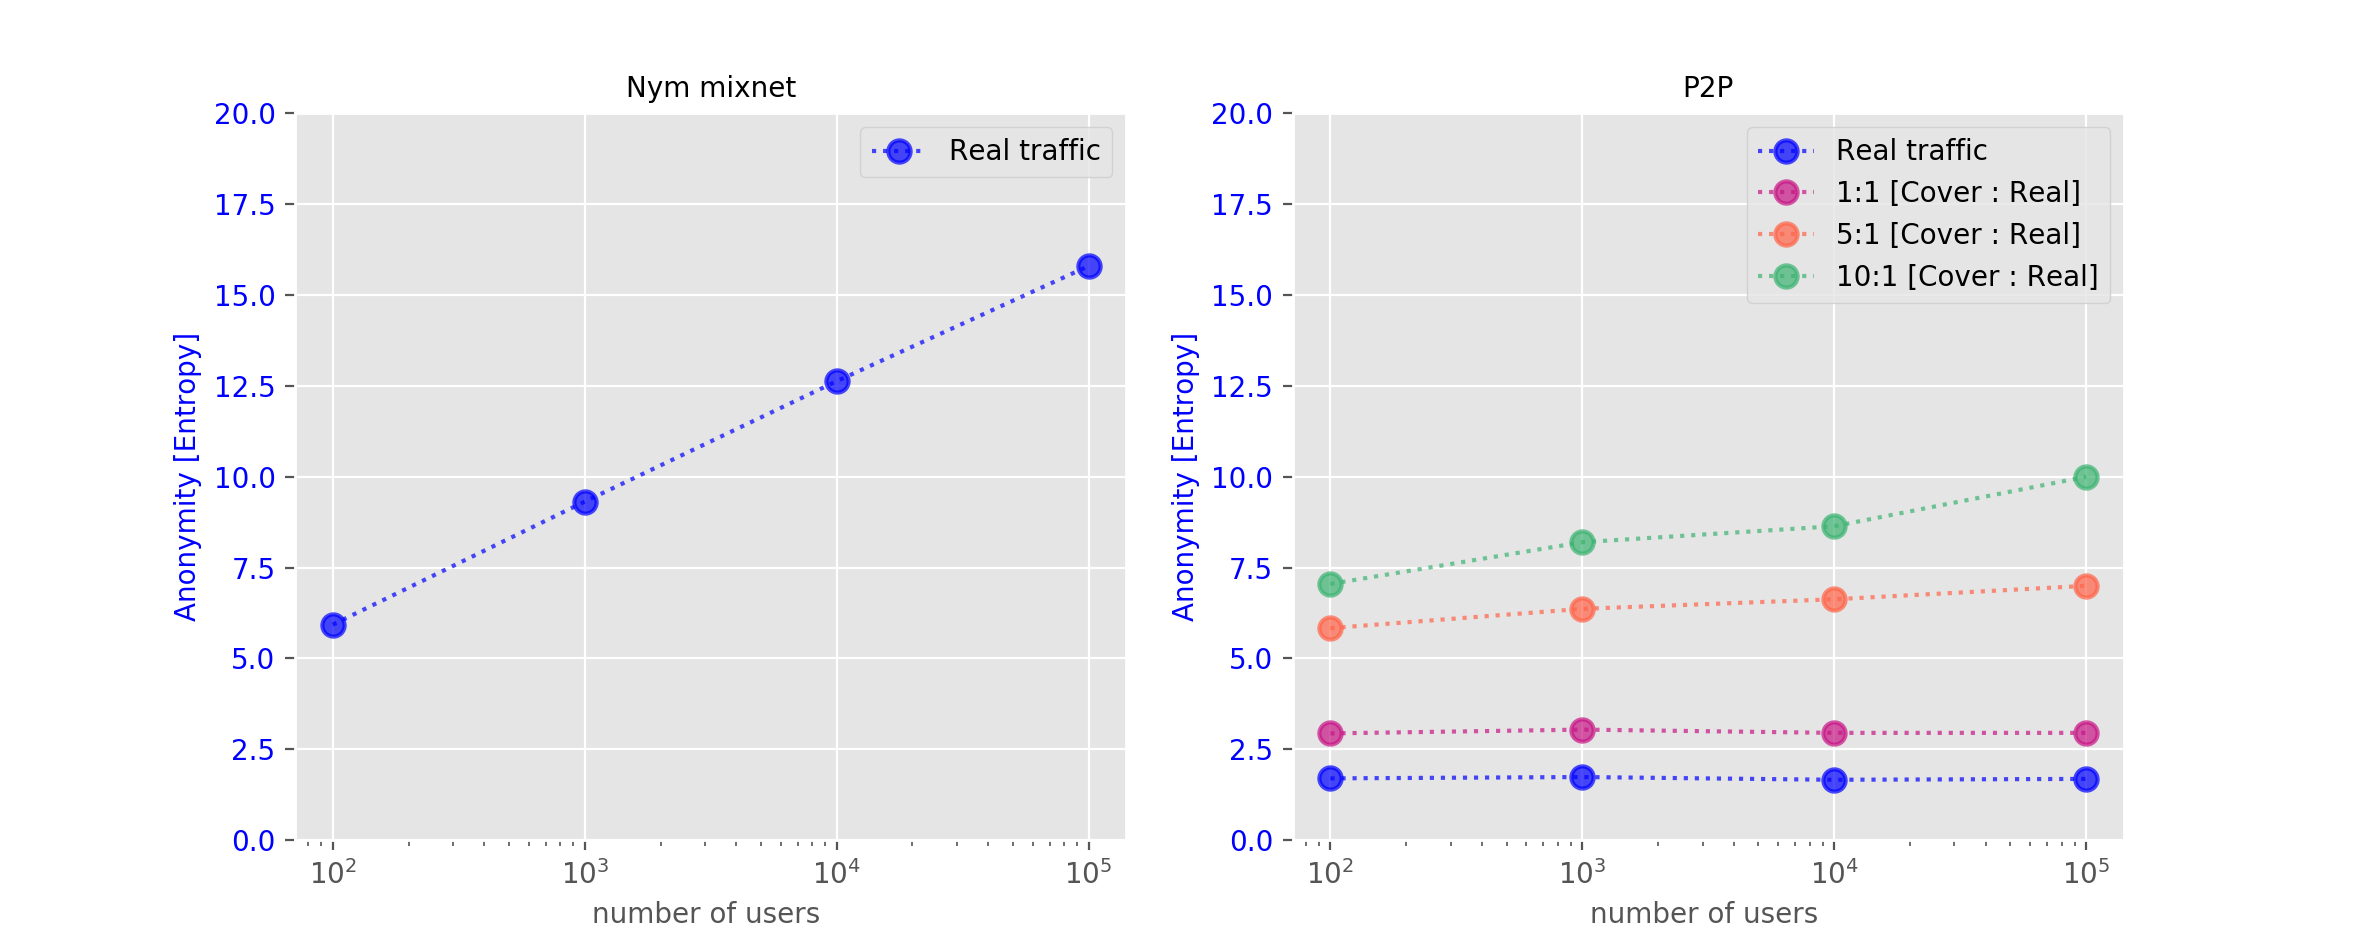 Nym mixnet
Anonymity [Entropy]
20.0
17.5
15.0
12.5
10.0
7.5
5.0
2.5
0.0
Real traffic
10²
10³
10⁴
10⁵
number of users
P2P
Anonymity [Entropy]
20.0
17.5
15.0
12.5
10.0
7.5
5.0
2.5
0.0
Real traffic
1:1 [Cover : Real]
5:1 [Cover : Real]
10:1 [Cover : Real]
10²
10³
10⁴
10⁵
number of users